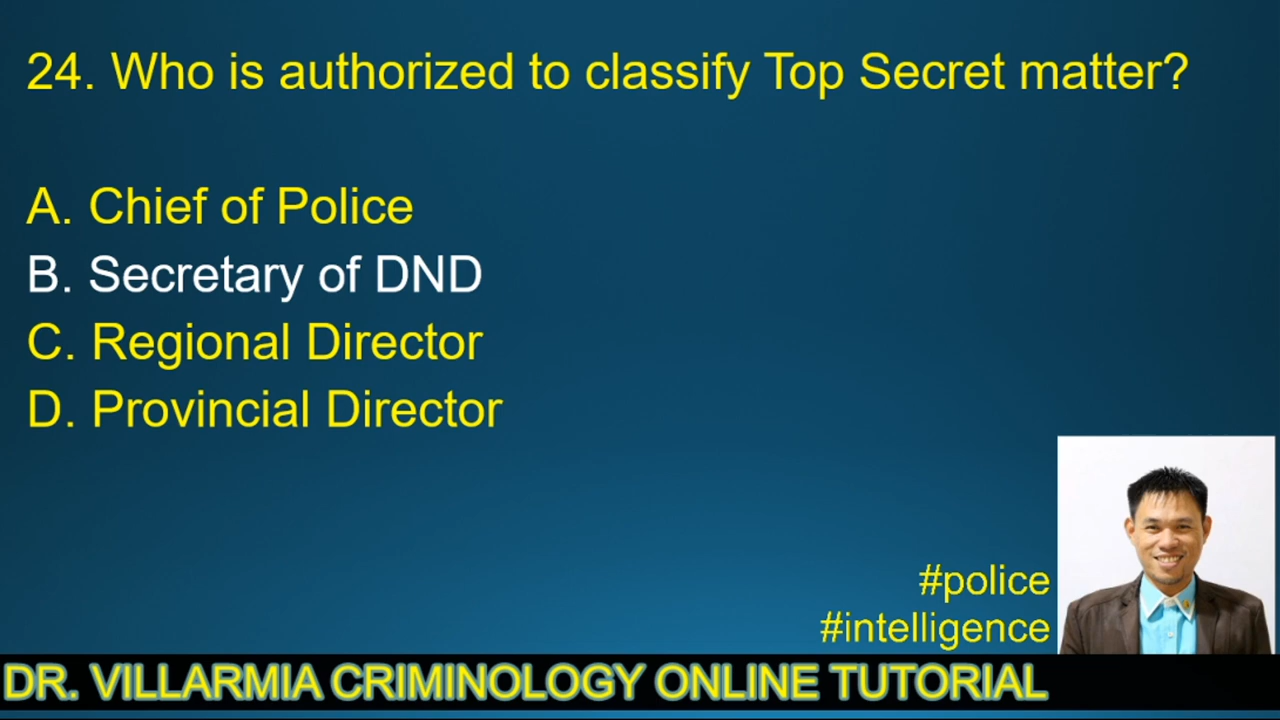 24. Who is authorized to classify Top Secret matter?
A. Chief of Police
B. Secretary of DND
C. Regional Director
D. Provincial Director
#police
#intelligence
DR. VILLARMIA CRIMINOLOGY ONLINE TUTORIAL